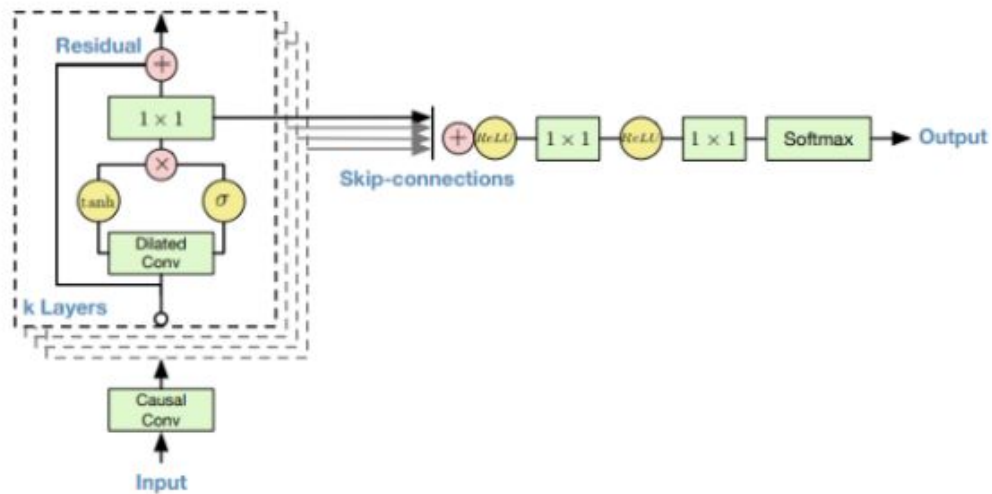 Residual
+
1 × 1
×
tanh
σ
Dilated
Conv
k Layers
Causal
Conv
Input
Skip-connections
+
ReLU
1 × 1
ReLU
1 × 1
Softmax
Output